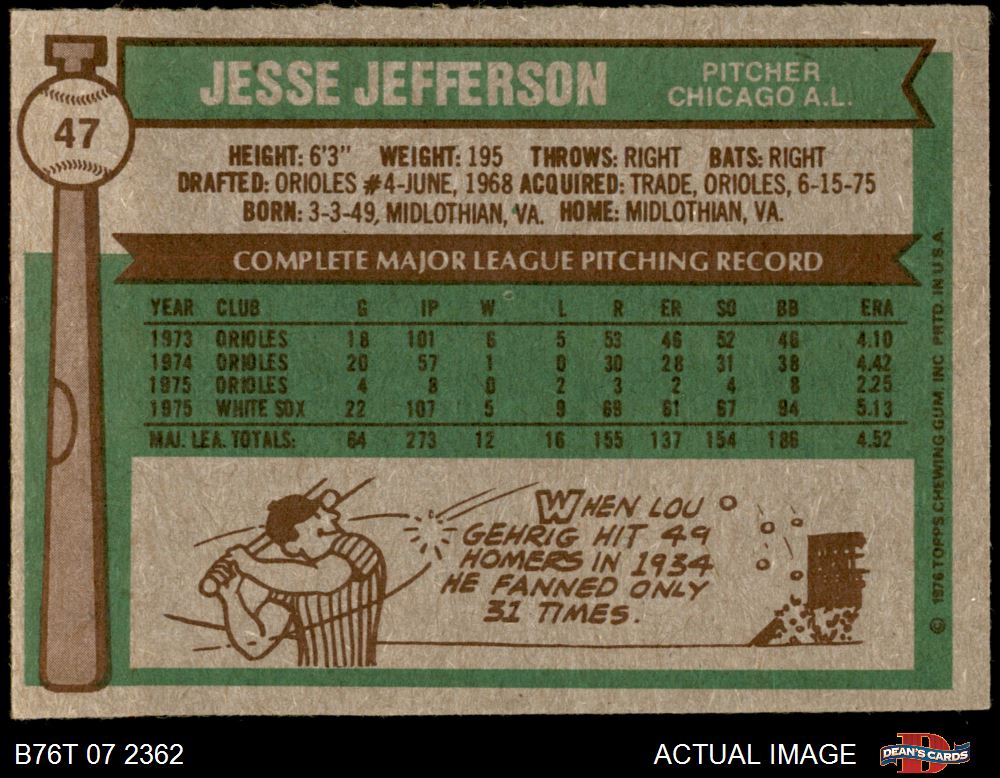 JESSE JEFFERSON
PITCHER
CHICAGO A.L.
47
HEIGHT: 6'3" WEIGHT: 195 THROWS: RIGHT BATS: RIGHT
DRAFTED: ORIOLES #4-JUNE, 1968 ACQUIRED: TRADE, ORIOLES, 6-15-75
BORN: 3-3-49, MIDLOTHIAN, VA. HOME: MIDLOTHIAN, VA.
COMPLETE MAJOR LEAGUE PITCHING RECORD
YEAR CLUB G IP W L R ER SO BB ERA
1973 ORIOLES 18 101 6 5 53 46 52 46 4.10
1974 ORIOLES 20 57 1 0 30 28 31 38 4.42
1975 ORIOLES 4 8 0 2 3 2 4 8 2.25
1975 WHITE SOX 22 107 5 9 69 61 67 94 5.13
MAJ. LEA. TOTALS: 64 273 12 16 155 137 154 186 4.52
WHEN LOU
GEHRIG HIT 49
HOMERS IN 1934
HE FANNED ONLY
31 TIMES.
© 1976 TOPPS CHEWING GUM INC PRTD. IN U.S.A.
B76T 07 2362
ACTUAL IMAGE
D
DEAN'S CARDS